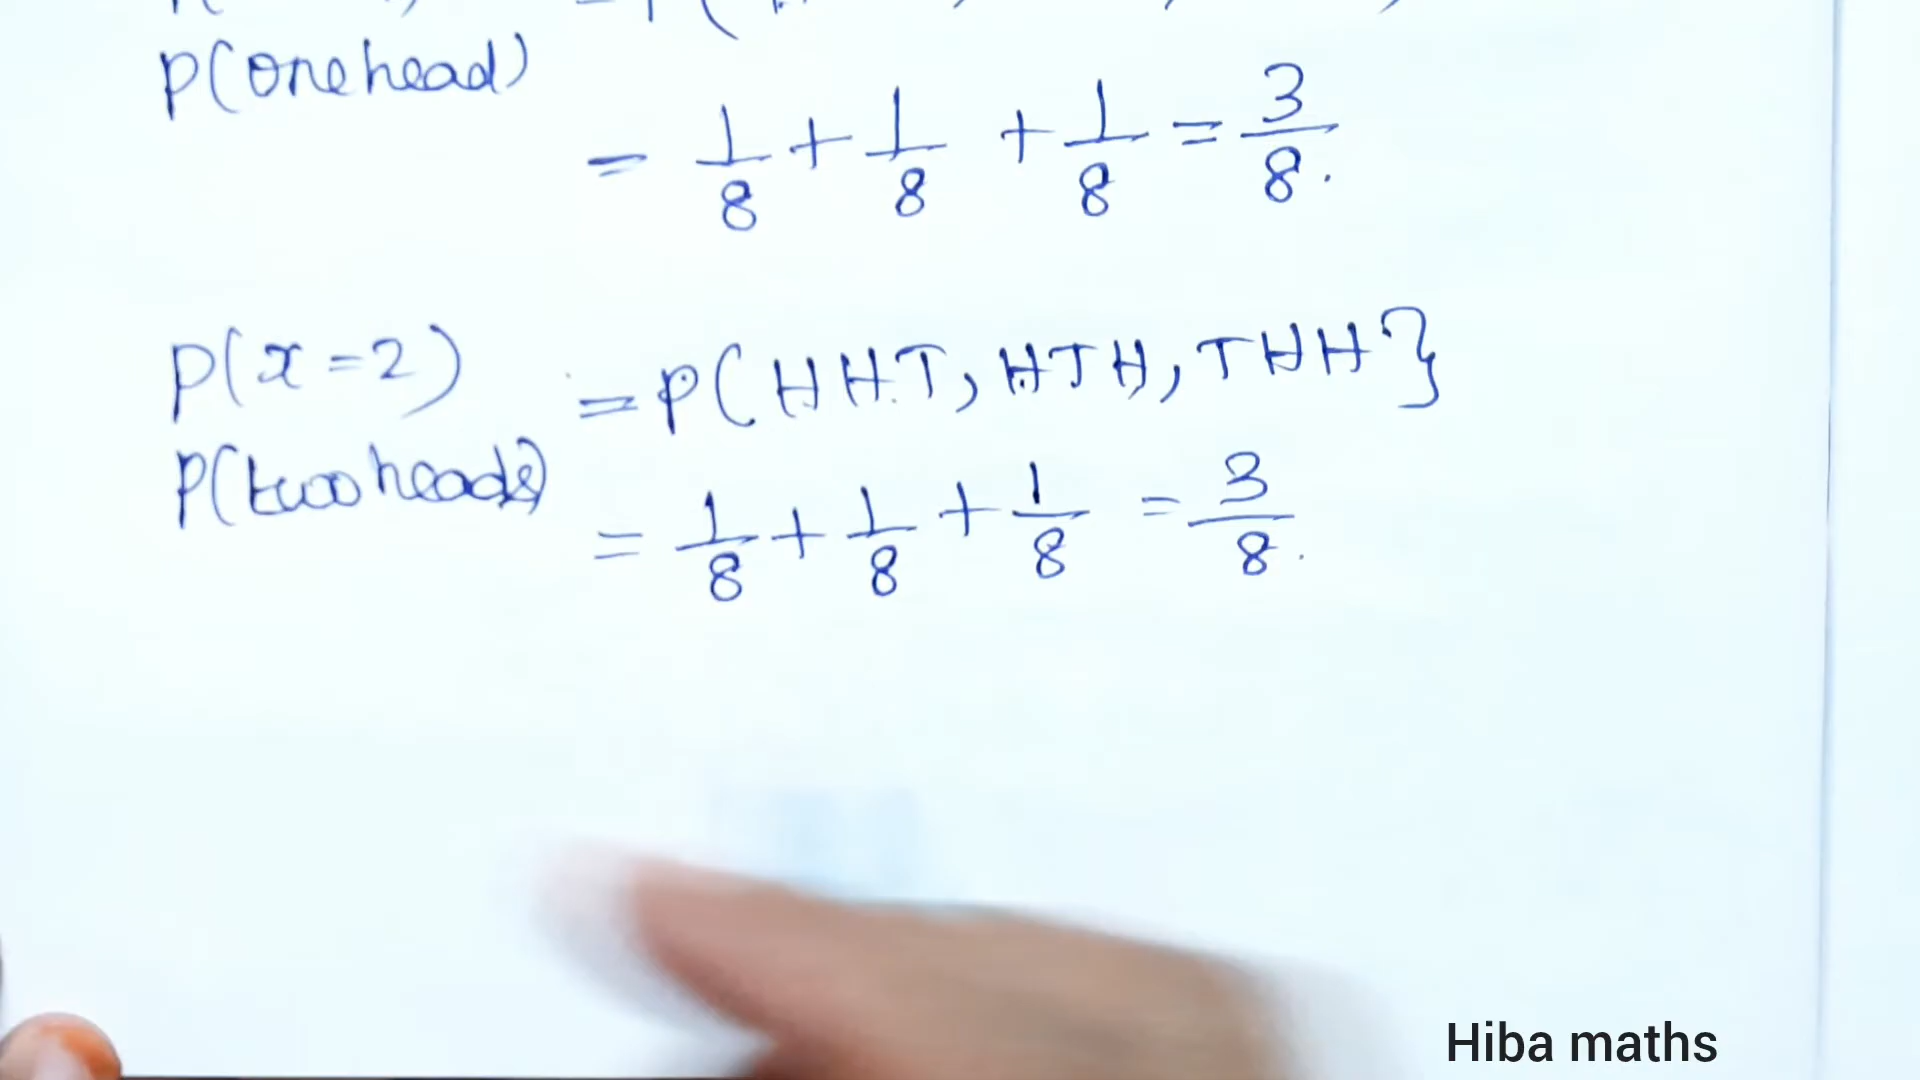 P(one head)
= 1/8 + 1/8 + 1/8 = 3/8.
P(x=2) = P(HHT, HTH, THH}
P(two heads)
= 1/8 + 1/8 + 1/8 = 3/8.
Hiba maths